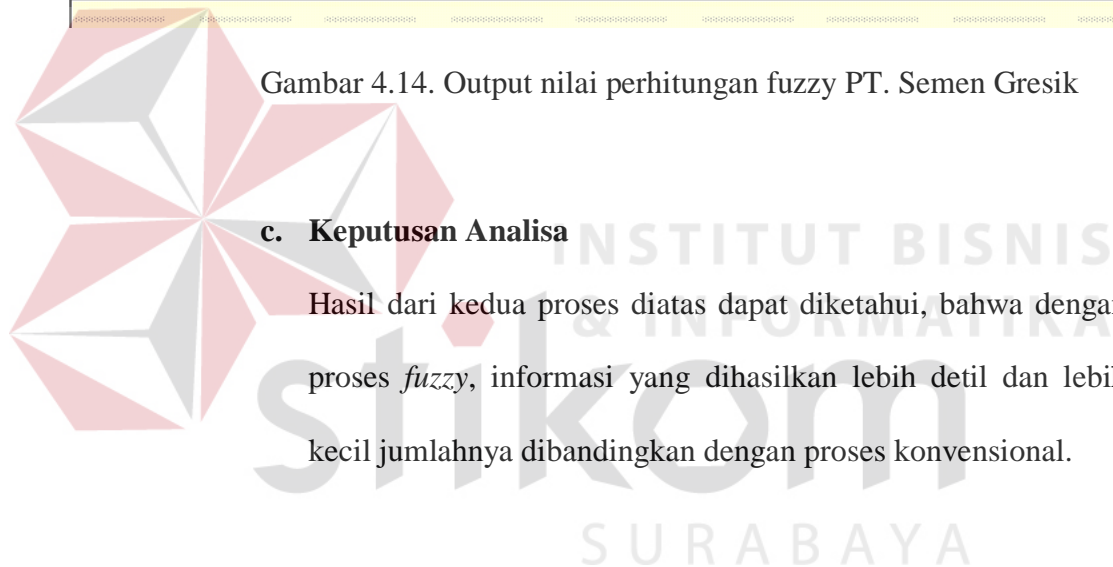 Gambar 4.14. Output nilai perhitungan fuzzy PT. Semen Gresik
c. Keputusan Analisa
INSTITUT BISNIS
Hasil dari kedua proses diatas dapat diketahui, bahwa dengan
& INFORMATIKA
proses fuzzy, informasi yang dihasilkan lebih detil dan lebih
stikom
kecil jumlahnya dibandingkan dengan proses konvensional.
SURABAYA